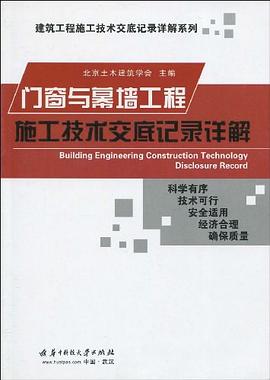 建筑工程施工技术交底记录详解系列
北京土木建筑学会 主编
门窗与幕墙工程
施工技术交底记录详解
Building Engineering Construction Technology
Disclosure Record
科学有序
技术可行
安全适用
经济合理
确保质量
华中科技大学出版社
www.hustpas.com 中国·武汉